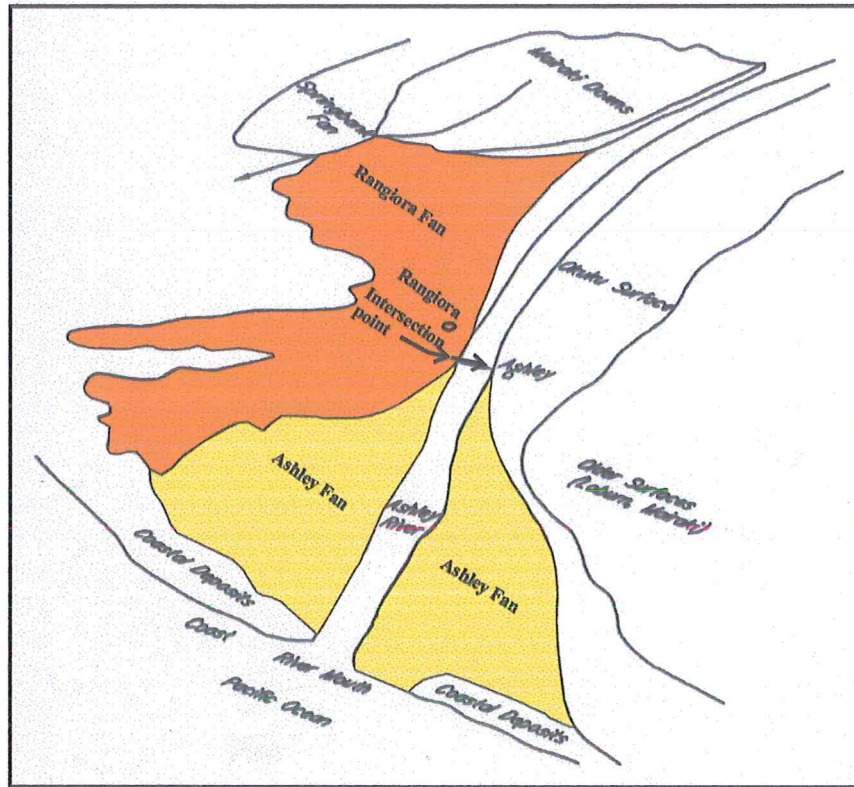 Mairaki Downs
Springbank
Fan
Rangiora Fan
Rangiora
Intersection
point
Okuku Surface
Ashley
Older Surfaces
(Loburn, Mairaki)
Ashley Fan
Ashley
River
Ashley Fan
Coastal Deposits
Coast
River Mouth
Pacific Ocean
Coastal Deposits